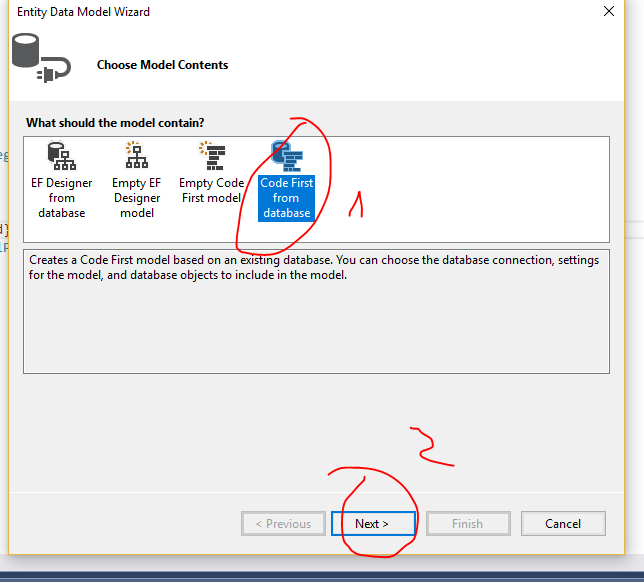 Entity Data Model Wizard
Choose Model Contents
What should the model contain?
EF Designer
from
database
Empty EF
Designer
model
Empty Code
First model
Code First
from
database
1
Creates a Code First model based on an existing database. You can choose the database connection, settings
for the model, and database objects to include in the model.
2
< Previous
Next >
Finish
Cancel